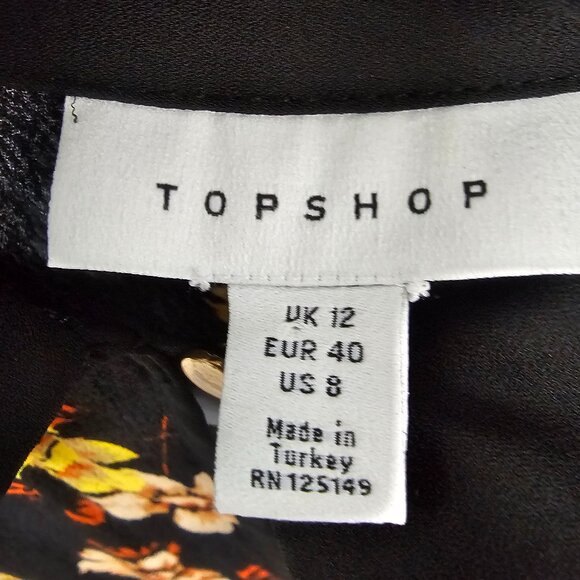 TOPSHOP
UK 12
EUR 40
US 8
Made in
Turkey
RN125149